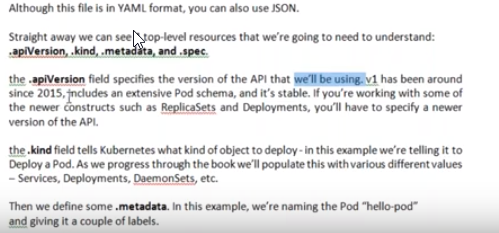 Although this file is in YAML format, you can also use JSON.
Straight away we can see top-level resources that we're going to need to understand:
.apiVersion, .kind, .metadata, and .spec.
the .apiVersion field specifies the version of the API that we'll be using. v1 has been around
since 2015, includes an extensive Pod schema, and it's stable. If you're working with some of
the newer constructs such as ReplicaSets and Deployments, you'll have to specify a newer
version of the API.
the .kind field tells Kubernetes what kind of object to deploy - in this example we're telling it to
Deploy a Pod. As we progress through the book we'll populate this with various different values
– Services, Deployments, DaemonSets, etc.
Then we define some .metadata. In this example, we're naming the Pod "hello-pod"
and giving it a couple of labels.